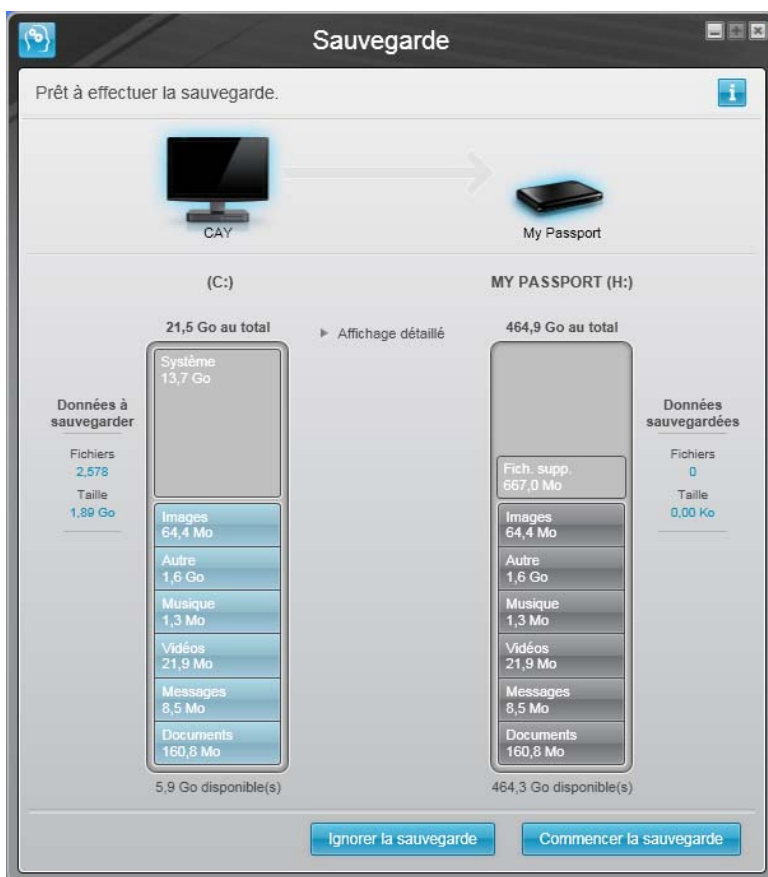 Sauvegarde
Prêt à effectuer la sauvegarde.
CAY
My Passport
(C:)
MY PASSPORT (H:)
21,5 Go au total
Affichage détaillé
464,9 Go au total
Données à
sauvegarder
Fichiers
2,578
Taille
1,89 Go
Système
13,7 Go
Images
64,4 Mo
Autre
1,6 Go
Musique
1,3 Mo
Vidéos
21,9 Mo
Messages
8,5 Mo
Documents
160,8 Mo
5,9 Go disponible(s)
Fich. supp.
667,0 Mo
Images
64,4 Mo
Autre
1,6 Go
Musique
1,3 Mo
Vidéos
21,9 Mo
Messages
8,5 Mo
Documents
160,8 Mo
464,3 Go disponible(s)
Données
sauvegardées
Fichiers
0
Taille
0,00 Ko
Ignorer la sauvegarde
Commencer la sauvegarde